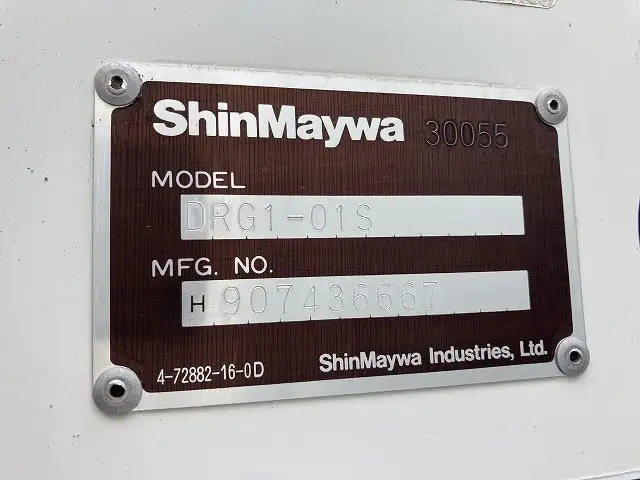 ShinMaywa 30055
MODEL
DRG1-01S
MFG. NO.
H 907436667
4-72882-16-0D ShinMaywa Industries, Ltd.